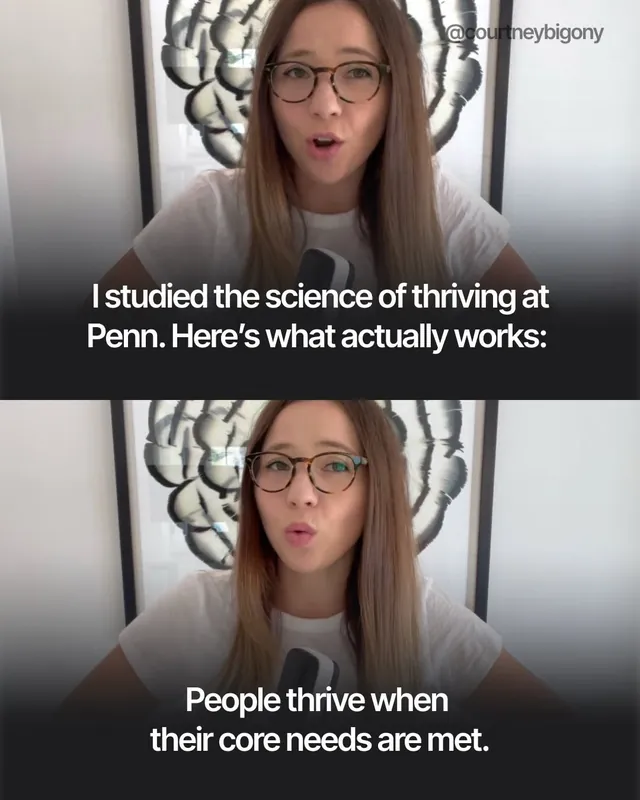 @courtneybigony
I studied the science of thriving at
Penn. Here's what actually works:
People thrive when
their core needs are met.